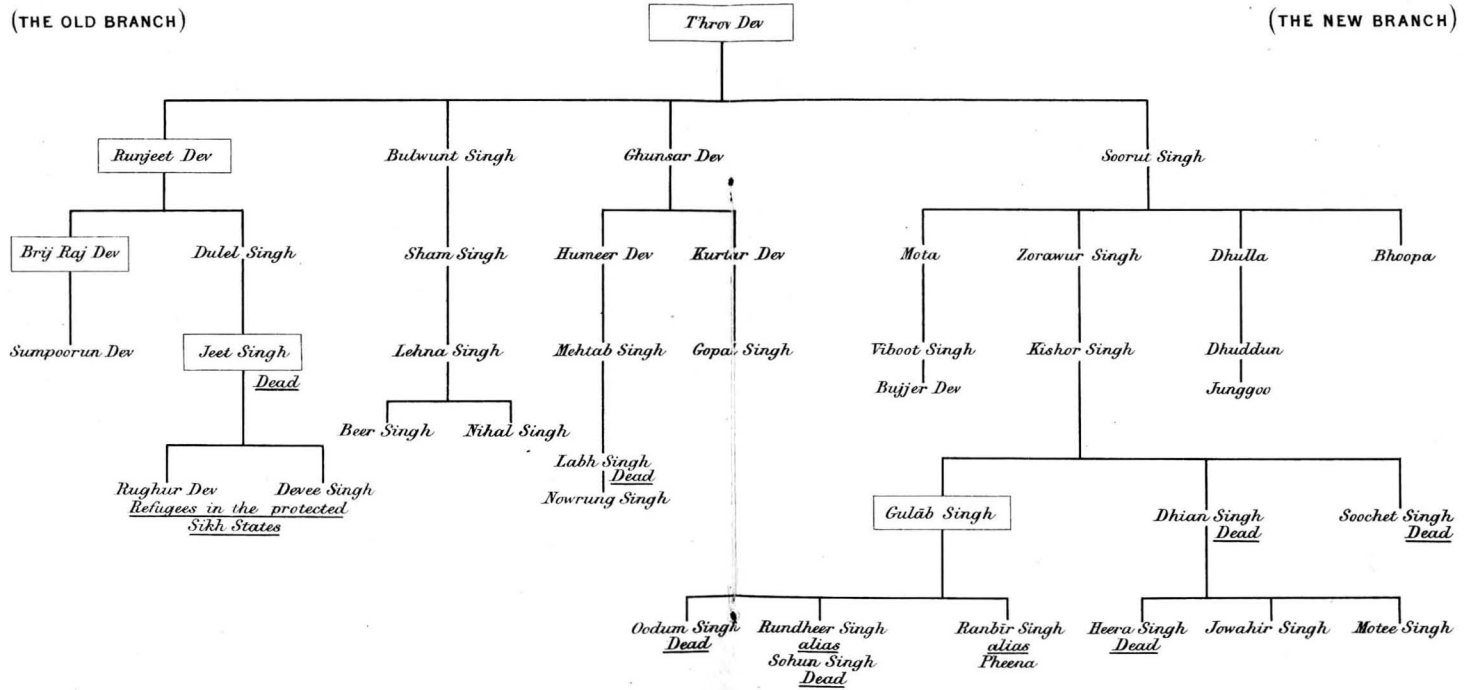 (THE OLD BRANCH)
(THE NEW BRANCH)
Throv Dev
Runjeet Dev
Bulwunt Singh
Ghunsar Dev
Soorut Singh
Brij Raj Dev
Dulel Singh
Sham Singh
Humeer Dev
Kurtar Dev
Mota
Zorawur Singh
Dhulla
Bhoopa
Sumpoorun Dev
Jeet Singh
Dead
Lehna Singh
Mehtab Singh
Gopal Singh
Viboot Singh
Kishor Singh
Dhuddun
Bujjer Dev
Junggoo
Beer Singh
Nihal Singh
Labh Singh
Dead
Nowrung Singh
Rughur Dev
Devee Singh
Refugees in the protected
Sikh States
Gulāb Singh
Dhian Singh
Dead
Soochet Singh
Dead
Oodum Singh
Dead
Rundheer Singh
alias
Sohun Singh
Dead
Ranbīr Singh
alias
Pheena
Heera Singh
Dead
Jowahir Singh
Motee Singh